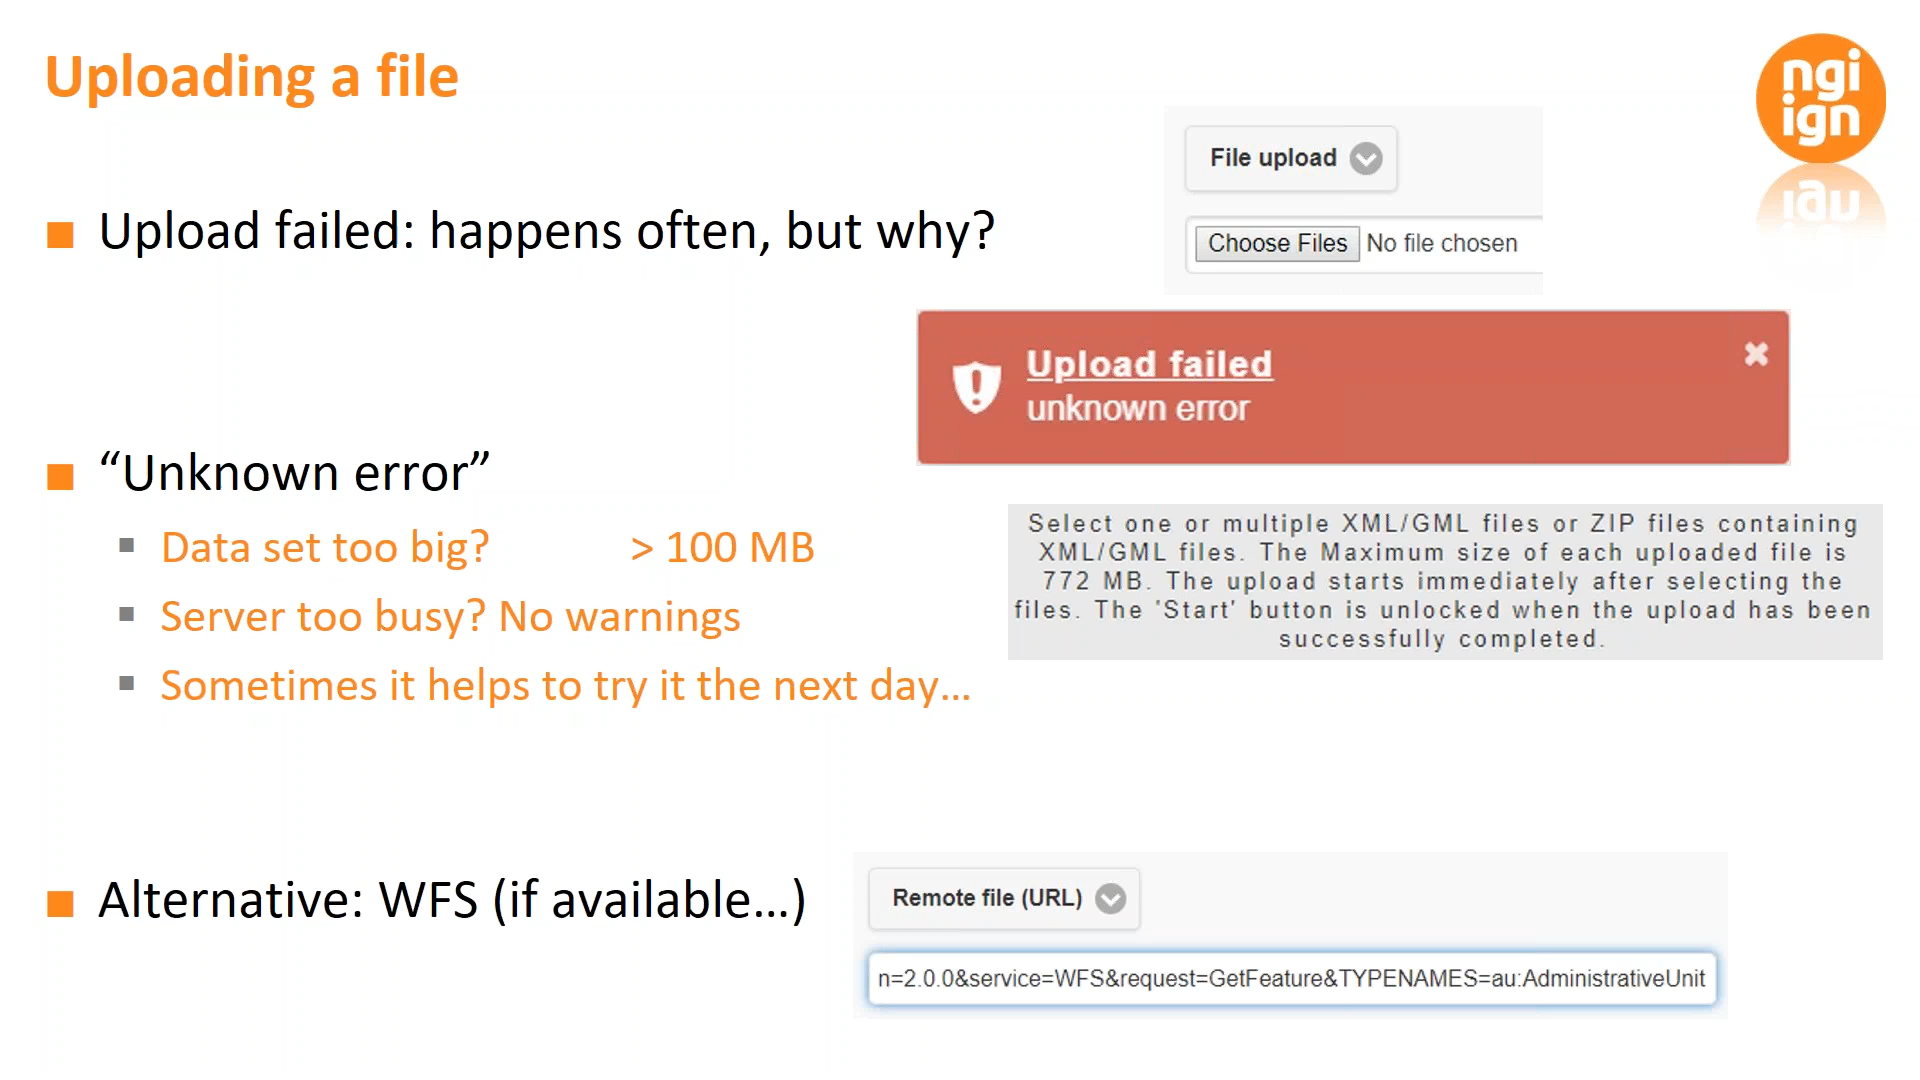 Uploading a file
ngi
ign
File upload
Upload failed: happens often, but why?
Choose Files No file chosen
Upload failed
unknown error
“Unknown error”
Data set too big? > 100 MB
Server too busy? No warnings
Sometimes it helps to try it the next day…
Select one or multiple XML/GML files or ZIP files containing
XML/GML files. The Maximum size of each uploaded file is
772 MB. The upload starts immediately after selecting the
files. The 'Start' button is unlocked when the upload has been
successfully completed.
Alternative: WFS (if available…)
Remote file (URL)
n=2.0.0&service=WFS&request=GetFeature&TYPENAMES=au:AdministrativeUnit